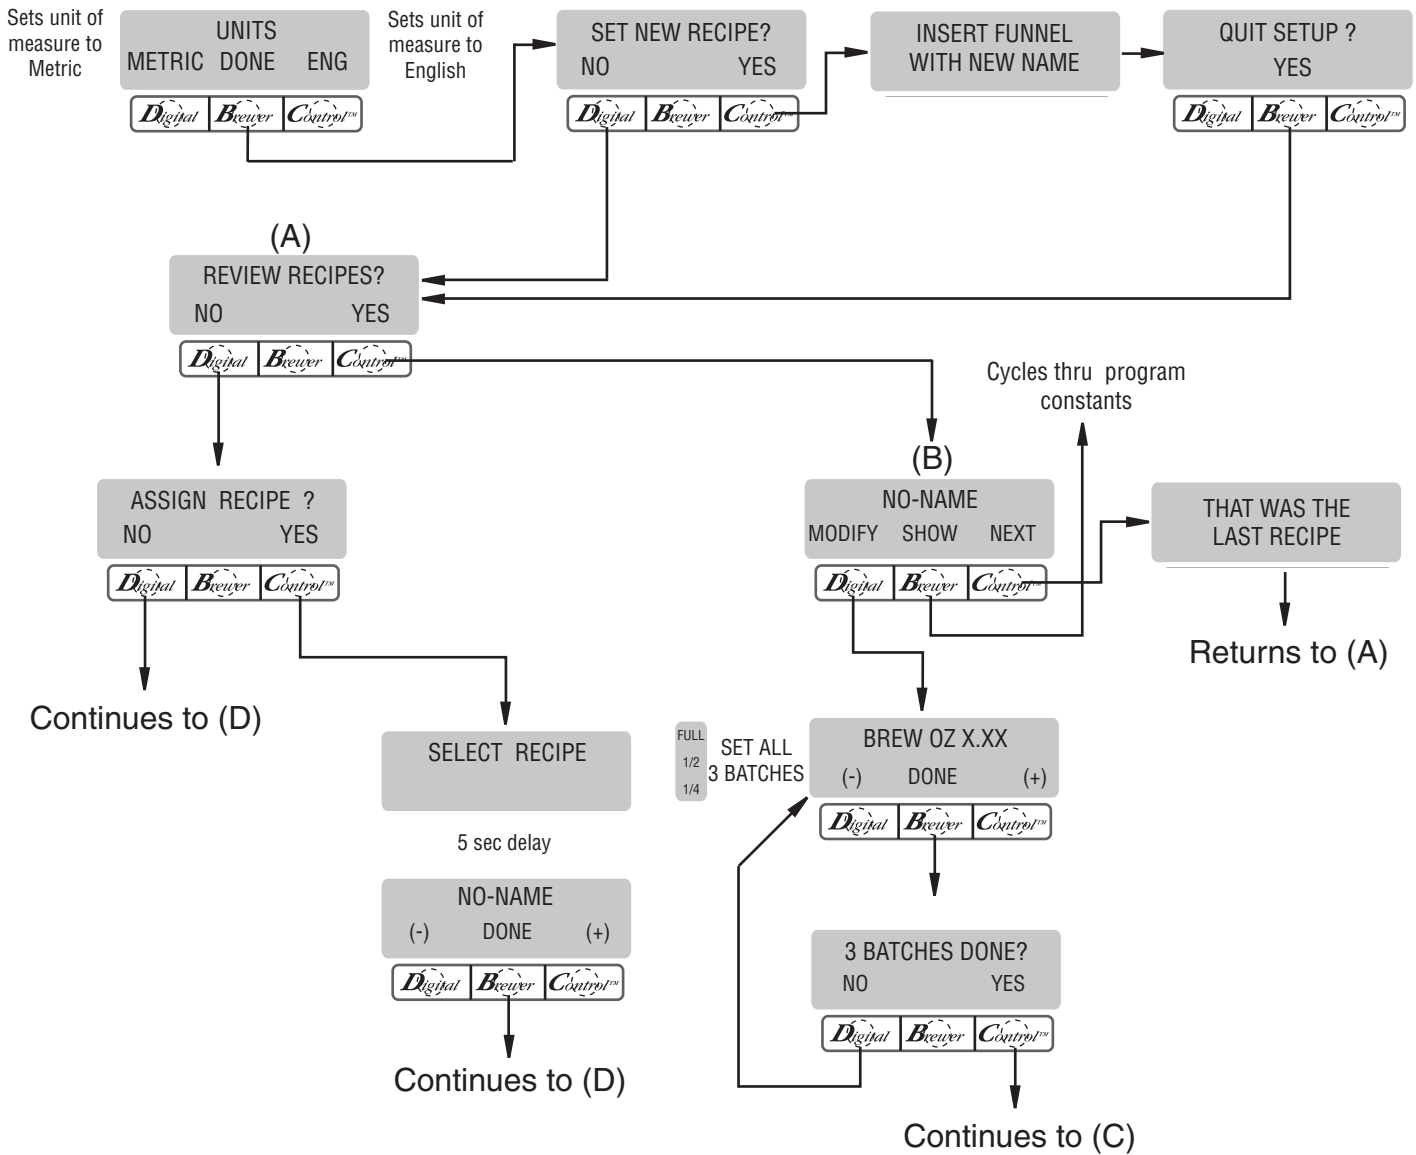 Sets unit of
measure to
Metric
UNITS
METRIC DONE ENG
Digital Brewer Control™
Sets unit of
measure to
English
SET NEW RECIPE?
NO YES
Digital Brewer Control™
INSERT FUNNEL
WITH NEW NAME
QUIT SETUP ?
YES
Digital Brewer Control™
(A)
REVIEW RECIPES?
NO YES
Digital Brewer Control™
Cycles thru program
constants
(B)
NO-NAME
MODIFY SHOW NEXT
Digital Brewer Control™
THAT WAS THE
LAST RECIPE
Returns to (A)
ASSIGN RECIPE ?
NO YES
Digital Brewer Control™
Continues to (D)
SELECT RECIPE
5 sec delay
NO-NAME
(-) DONE (+)
Digital Brewer Control™
Continues to (D)
FULL
1/2
1/4
SET ALL
3 BATCHES
BREW OZ X.XX
(-) DONE (+)
Digital Brewer Control™
3 BATCHES DONE?
NO YES
Digital Brewer Control™
Continues to (C)